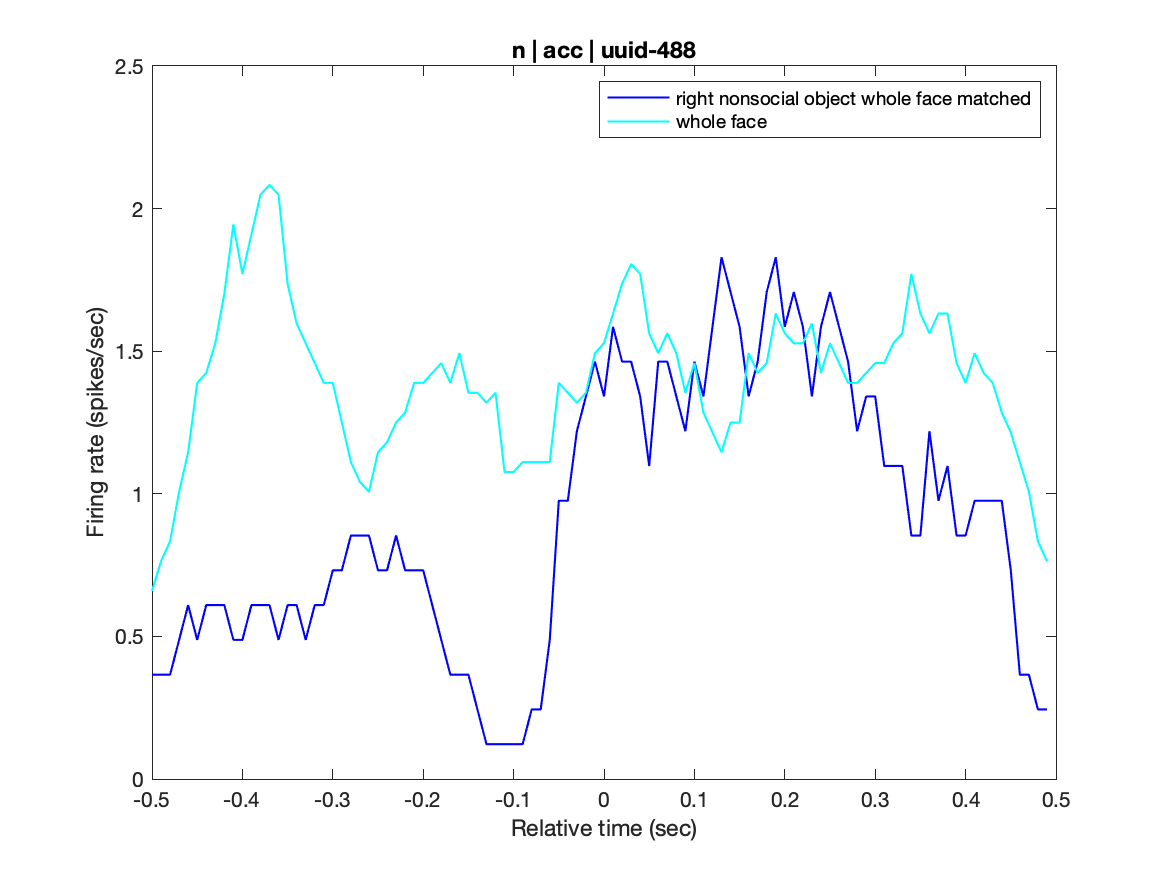 n | acc | uuid-488
right nonsocial object whole face matched
whole face
Firing rate (spikes/sec)
2.5
2
1.5
1
0.5
0
-0.5 -0.4 -0.3 -0.2 -0.1 0 0.1 0.2 0.3 0.4 0.5
Relative time (sec)